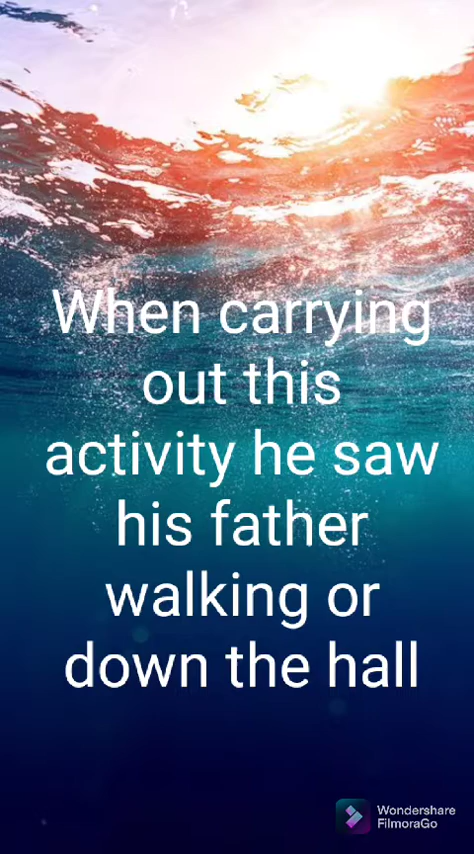 When carrying
out this
activity he saw
his father
walking or
down the hall
Wondershare
FilmoraGo